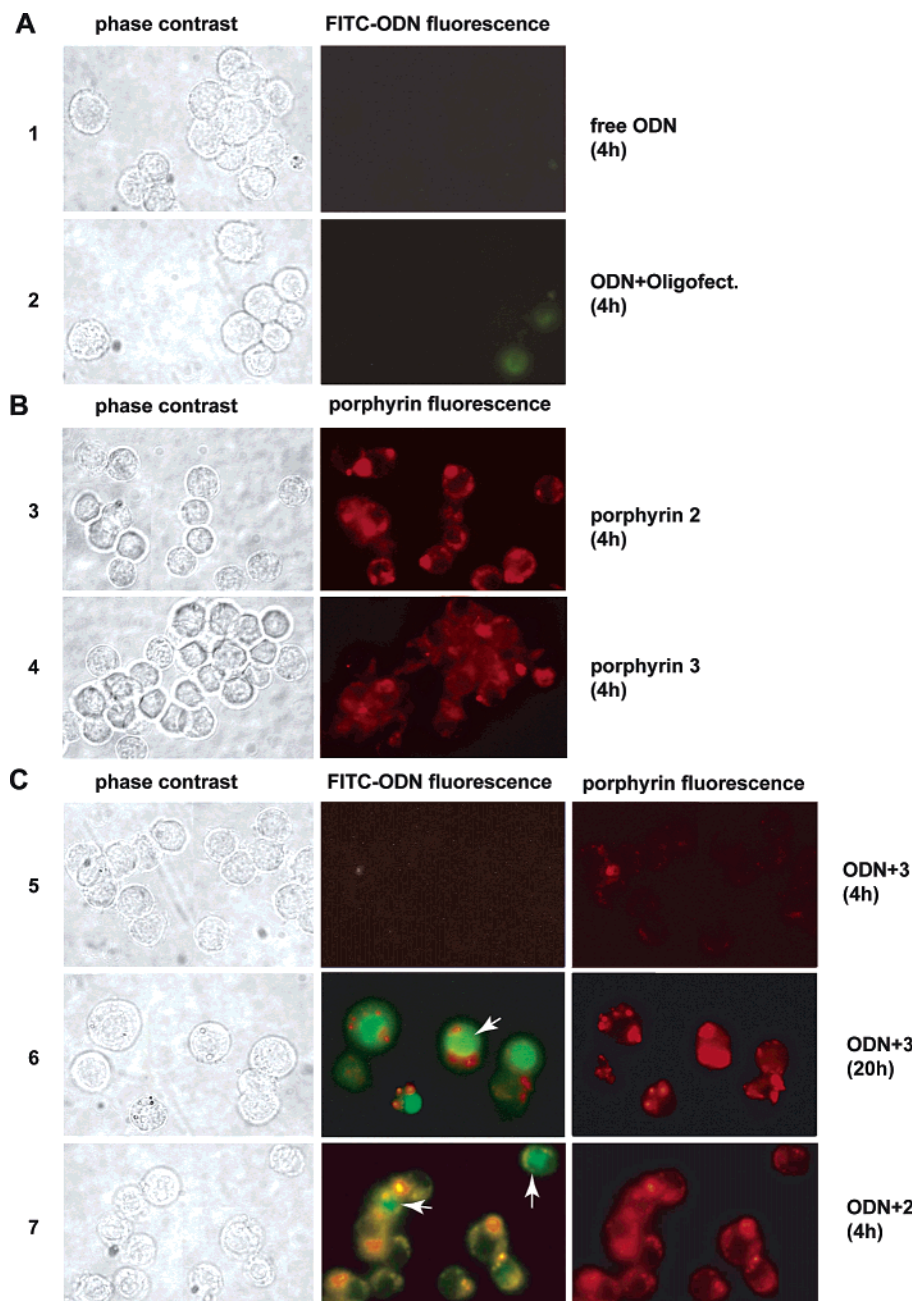 A
phase contrast FITC-ODN fluorescence
1
free ODN
(4h)
2
ODN+Oligofect.
(4h)
B
phase contrast porphyrin fluorescence
3
porphyrin 2
(4h)
4
porphyrin 3
(4h)
C
phase contrast FITC-ODN fluorescence porphyrin fluorescence
5
ODN+3
(4h)
6
ODN+3
(20h)
7
ODN+2
(4h)